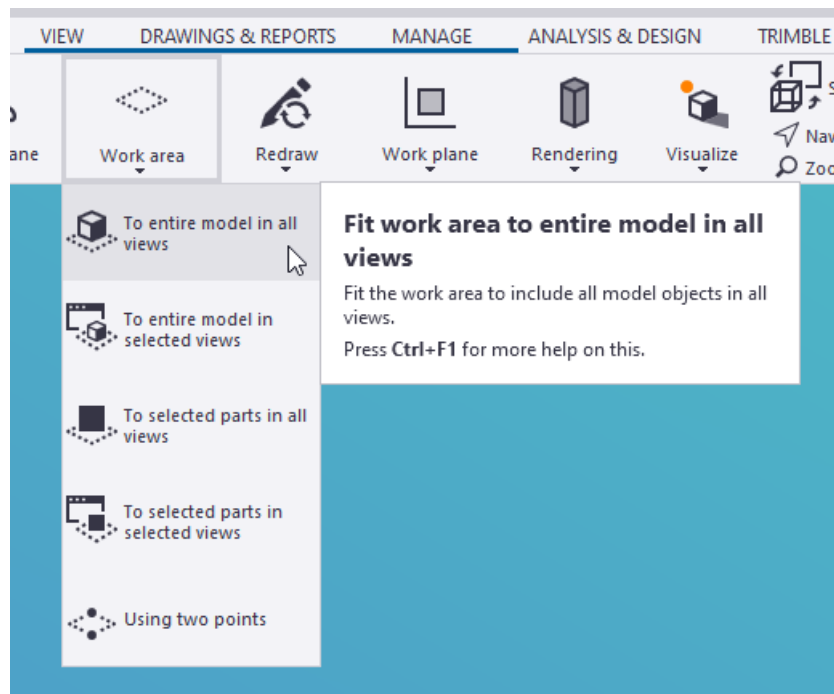 VIEW DRAWINGS & REPORTS MANAGE ANALYSIS & DESIGN TRIMBLE
Work area Redraw Work plane Rendering Visualize
To entire model in all
views
To entire model in
selected views
To selected parts in all
views
To selected parts in
selected views
Using two points
Fit work area to entire model in all
views
Fit the work area to include all model objects in all
views.
Press Ctrl+F1 for more help on this.